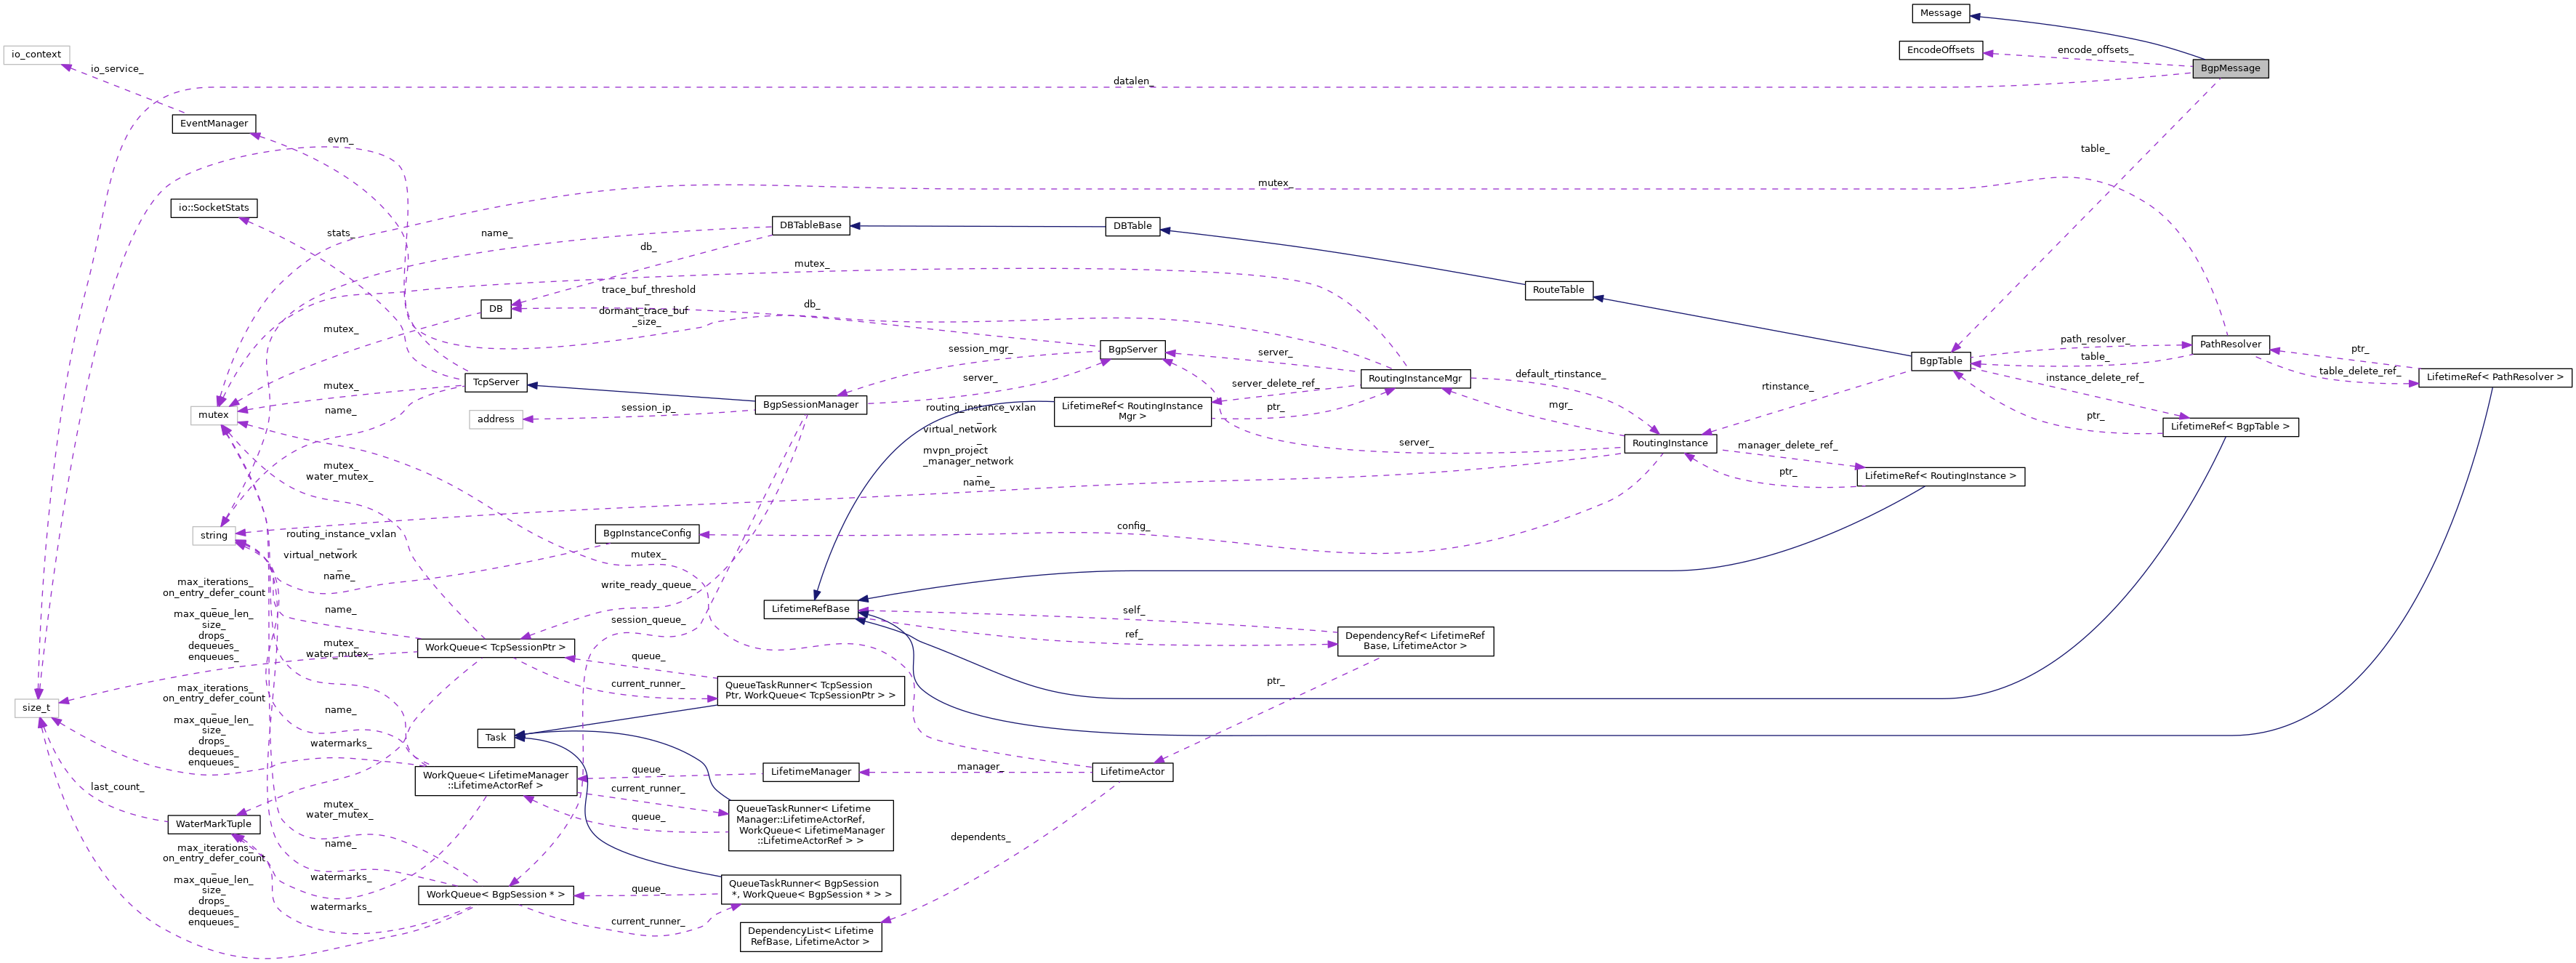 Message
EncodeOffsets
encode_offsets_
io_context
BgpMessage
io_service_
datalen_
EventManager
evm_
table_
mutex_
io::SocketStats
stats_
name_
DBTableBase
DBTable
db_
mutex_
RouteTable
trace_buf_threshold
_
dormant_trace_buf
_size_
db_
DB
mutex_
session_mgr_
BgpServer
server_
path_resolver_
PathResolver
table_
BgpTable
ptr_
mutex_
TcpServer
server_
RoutingInstanceMgr
default_rtinstance_
instance_delete_ref_
table_delete_ref_
LifetimeRef< PathResolver >
server_delete_ref_
rtinstance_
mutex
name_
address
session_ip_
BgpSessionManager
routing_instance_vxlan
_
virtual_network
_
mvpn_project
_manager_network
_
name_
LifetimeRef< RoutingInstance
Mgr >
ptr_
mgr_
ptr_
LifetimeRef< BgpTable >
server_
RoutingInstance
manager_delete_ref_
ptr_
LifetimeRef< RoutingInstance >
mutex_
water_mutex_
string
routing_instance_vxlan
_
virtual_network
_
name_
BgpInstanceConfig
config_
mutex_
write_ready_queue_
max_iterations_
on_entry_defer_count
_
max_queue_len_
size_
drops_
dequeues_
enqueues_
name_
session_queue_
LifetimeRefBase
self_
ref_
DependencyRef< LifetimeRef
Base, LifetimeActor >
mutex_
water_mutex_
WorkQueue< TcpSessionPtr >
queue_
current_runner_
QueueTaskRunner< TcpSession
Ptr, WorkQueue< TcpSessionPtr > >
ptr_
size_t
max_iterations_
on_entry_defer_count
_
max_queue_len_
size_
drops_
dequeues_
enqueues_
name_
Task
watermarks_
last_count_
WorkQueue< LifetimeManager
::LifetimeActorRef >
queue_
current_runner_
queue_
LifetimeManager
manager_
LifetimeActor
QueueTaskRunner< Lifetime
Manager::LifetimeActorRef,
WorkQueue< LifetimeManager
::LifetimeActorRef > >
mutex_
water_mutex_
WaterMarkTuple
name_
dependents_
max_iterations_
on_entry_defer_count
_
max_queue_len_
size_
drops_
dequeues_
enqueues_
watermarks_
watermarks_
WorkQueue< BgpSession * >
queue_
current_runner_
QueueTaskRunner< BgpSession
*, WorkQueue< BgpSession * > >
DependencyList< Lifetime
RefBase, LifetimeActor >